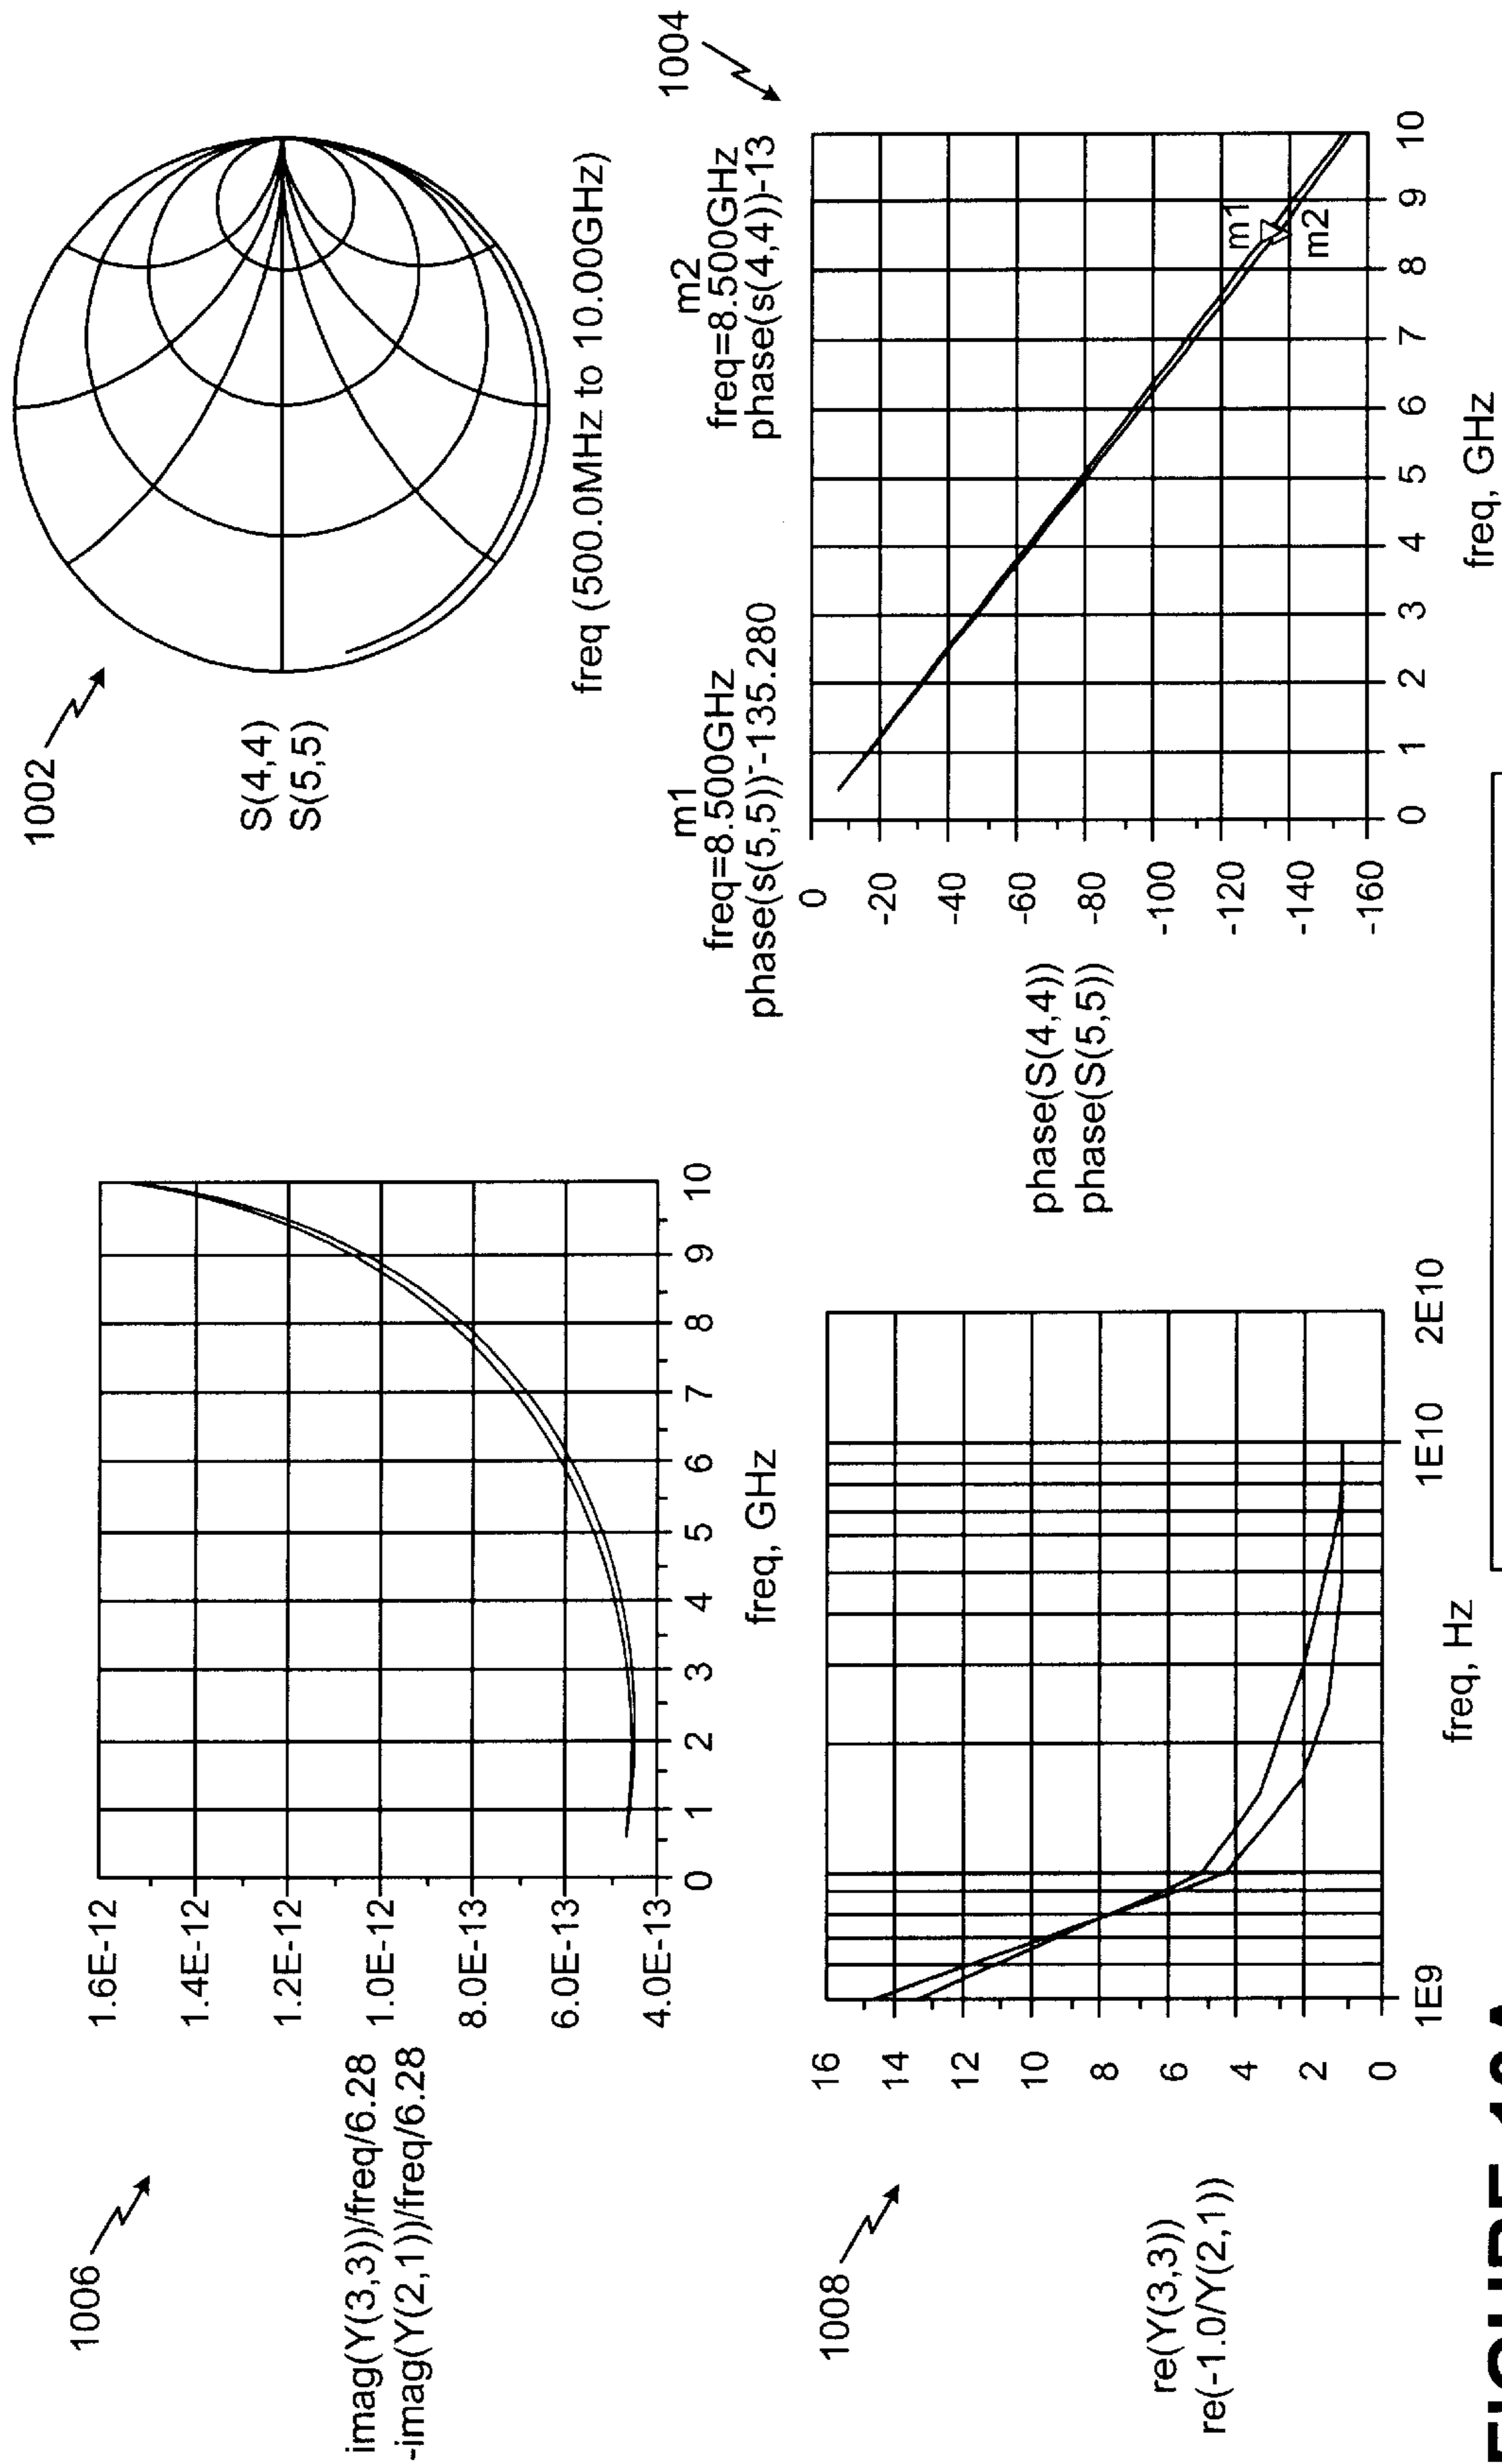 1006
imag(Y(3,3))/freq/6.28
-imag(Y(2,1))/freq/6.28
1.6E-12
1.4E-12
1.2E-12
1.0E-12
8.0E-13
6.0E-13
4.0E-13
0 1 2 3 4 5 6 7 8 9 10
freq, GHz
1002
S(4,4)
S(5,5)
freq (500.0MHz to 10.00GHz)
1008
re(Y(3,3))
re(-1.0/Y(2,1))
16
14
12
10
8
6
4
2
0
1E9 1E10 2E10
freq, Hz
1004
m1
freq=8.500GHz
phase(s(5,5))-135.280
m2
freq=8.500GHz
phase(s(4,4))-13
phase(S(4,4))
phase(S(5,5))
0
-20
-40
-60
-80
-100
-120
-140
-160
m1
m2
0 1 2 3 4 5 6 7 8 9 10
freq, GHz